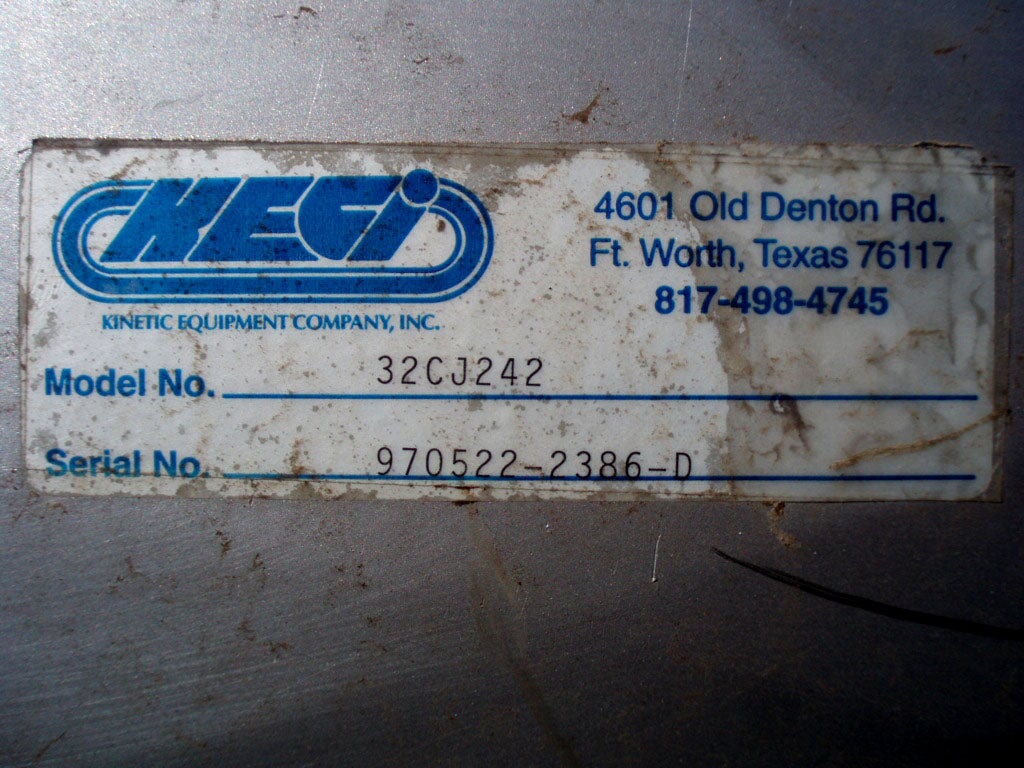 KECi
KINETIC EQUIPMENT COMPANY, INC.
4601 Old Denton Rd.
Ft. Worth, Texas 76117
817-498-4745
Model No. 32CJ242
Serial No. 970522-2386-D